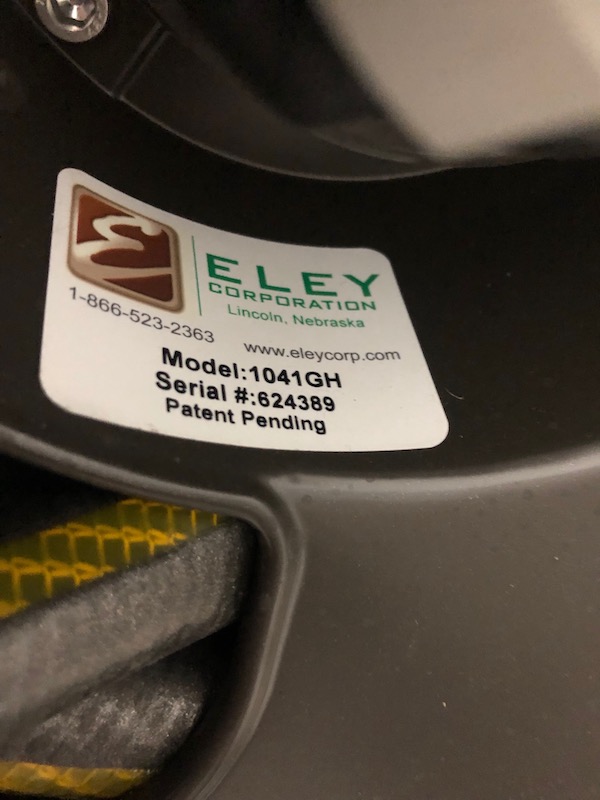 ELEY
CORPORATION
Lincoln, Nebraska
1-866-523-2363
www.eleycorp.com
Model:1041GH
Serial #:624389
Patent Pending